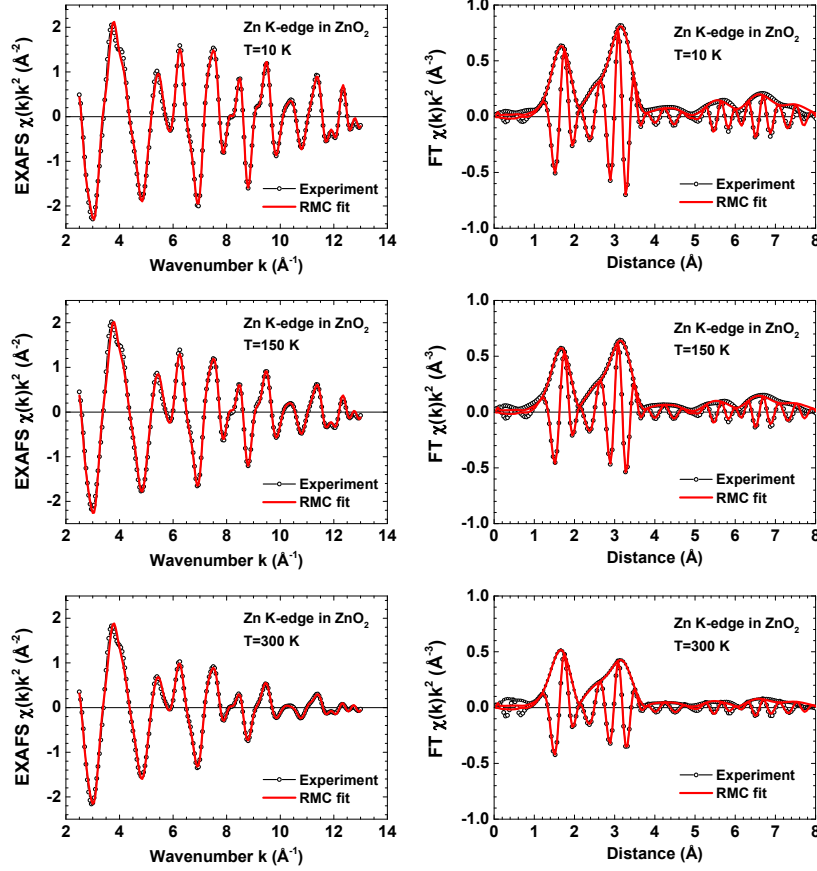 Zn K-edge in ZnO₂
T=10 K
EXAFS χ(k)k² (Å⁻²)
2
1
0
-1
-2
Experiment
RMC fit
2 4 6 8 10 12 14
Wavenumber k (Å⁻¹)
Zn K-edge in ZnO₂
T=10 K
FT χ(k)k² (Å⁻³)
1.0
0.5
0.0
-0.5
-1.0
Experiment
RMC fit
0 1 2 3 4 5 6 7 8
Distance (Å)
Zn K-edge in ZnO₂
T=150 K
EXAFS χ(k)k² (Å⁻²)
2
1
0
-1
-2
Experiment
RMC fit
2 4 6 8 10 12 14
Wavenumber k (Å⁻¹)
Zn K-edge in ZnO₂
T=150 K
FT χ(k)k² (Å⁻³)
1.0
0.5
0.0
-0.5
-1.0
Experiment
RMC fit
0 1 2 3 4 5 6 7 8
Distance (Å)
Zn K-edge in ZnO₂
T=300 K
EXAFS χ(k)k² (Å⁻²)
2
1
0
-1
-2
Experiment
RMC fit
2 4 6 8 10 12 14
Wavenumber k (Å⁻¹)
Zn K-edge in ZnO₂
T=300 K
FT χ(k)k² (Å⁻³)
1.0
0.5
0.0
-0.5
-1.0
Experiment
RMC fit
0 1 2 3 4 5 6 7 8
Distance (Å)